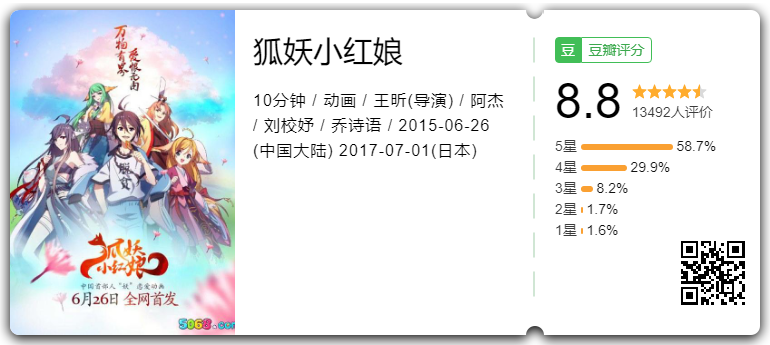 万物有界
爱恨无由
狐妖
小红娘
中国首部人“妖”恋爱动画
6月26日 全网首发
5068.com
狐妖小红娘
10分钟 / 动画 / 王昕(导演) / 阿杰
/ 刘校妤 / 乔诗语 / 2015-06-26
(中国大陆) 2017-07-01(日本)
豆 豆瓣评分
8.8
13492人评价
5星 58.7%
4星 29.9%
3星 8.2%
2星 1.7%
1星 1.6%